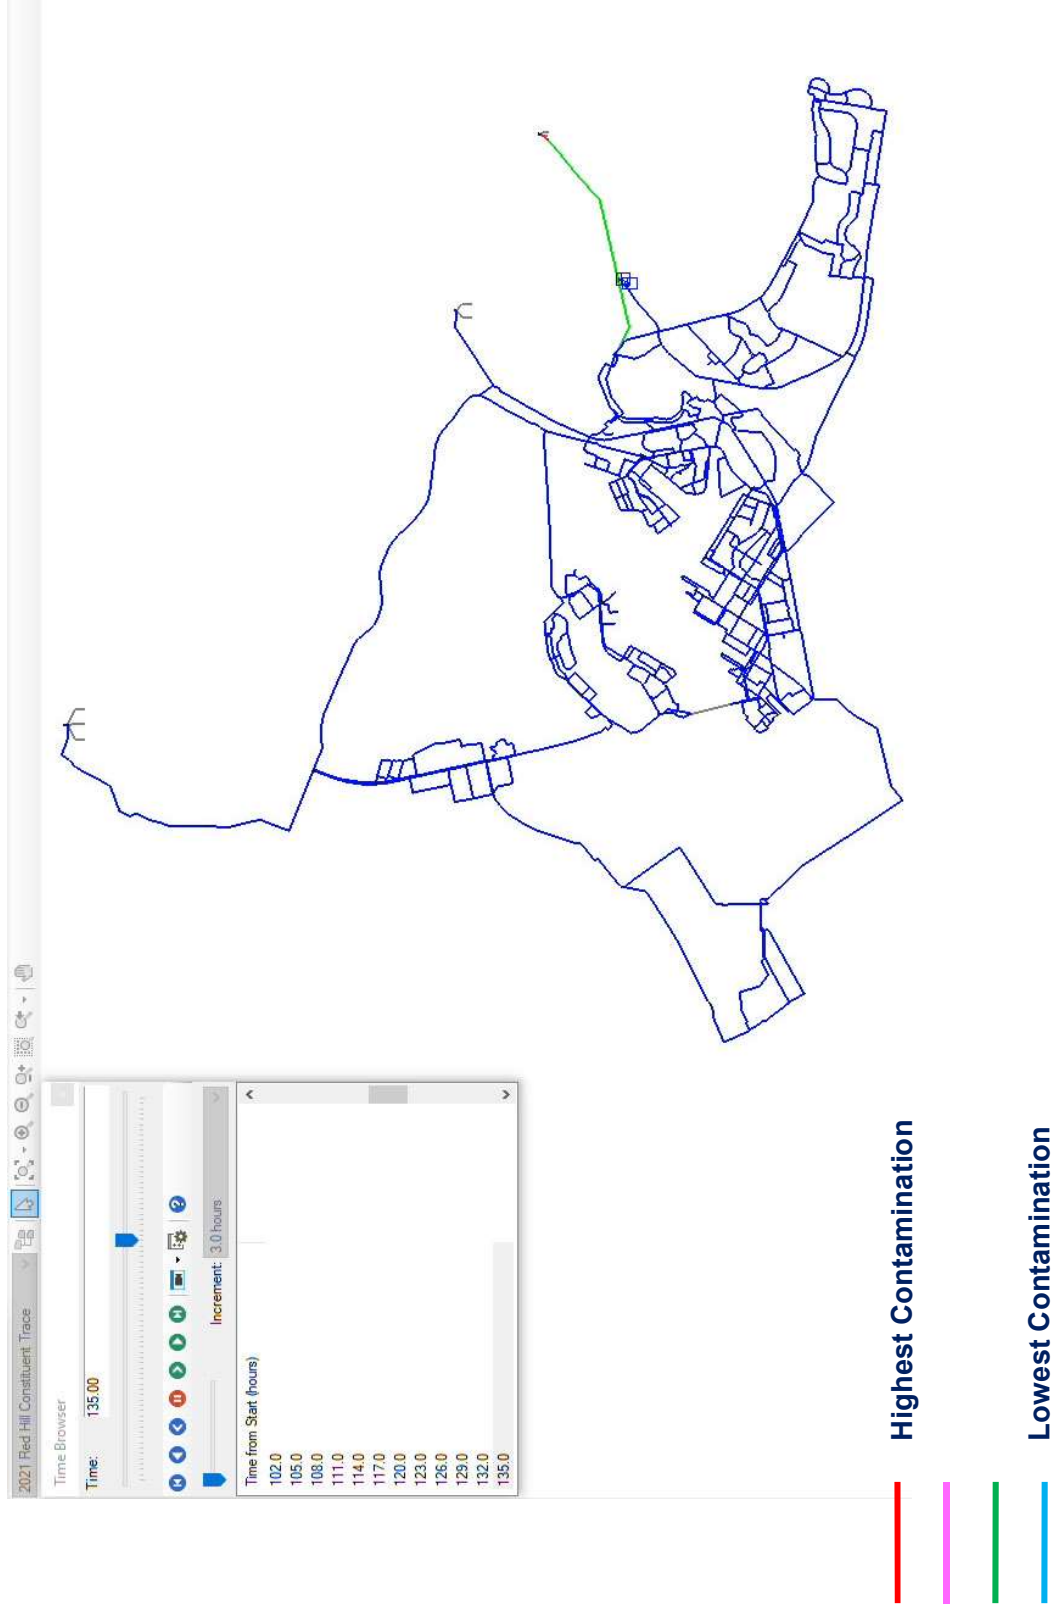 2021 Red Hill Constituent Trace
Time Browser
Time: 135.00
Increment: 3.0 hours
Time from Start (hours)
102.0
105.0
108.0
111.0
114.0
117.0
120.0
123.0
126.0
129.0
132.0
135.0
Highest Contamination
Lowest Contamination